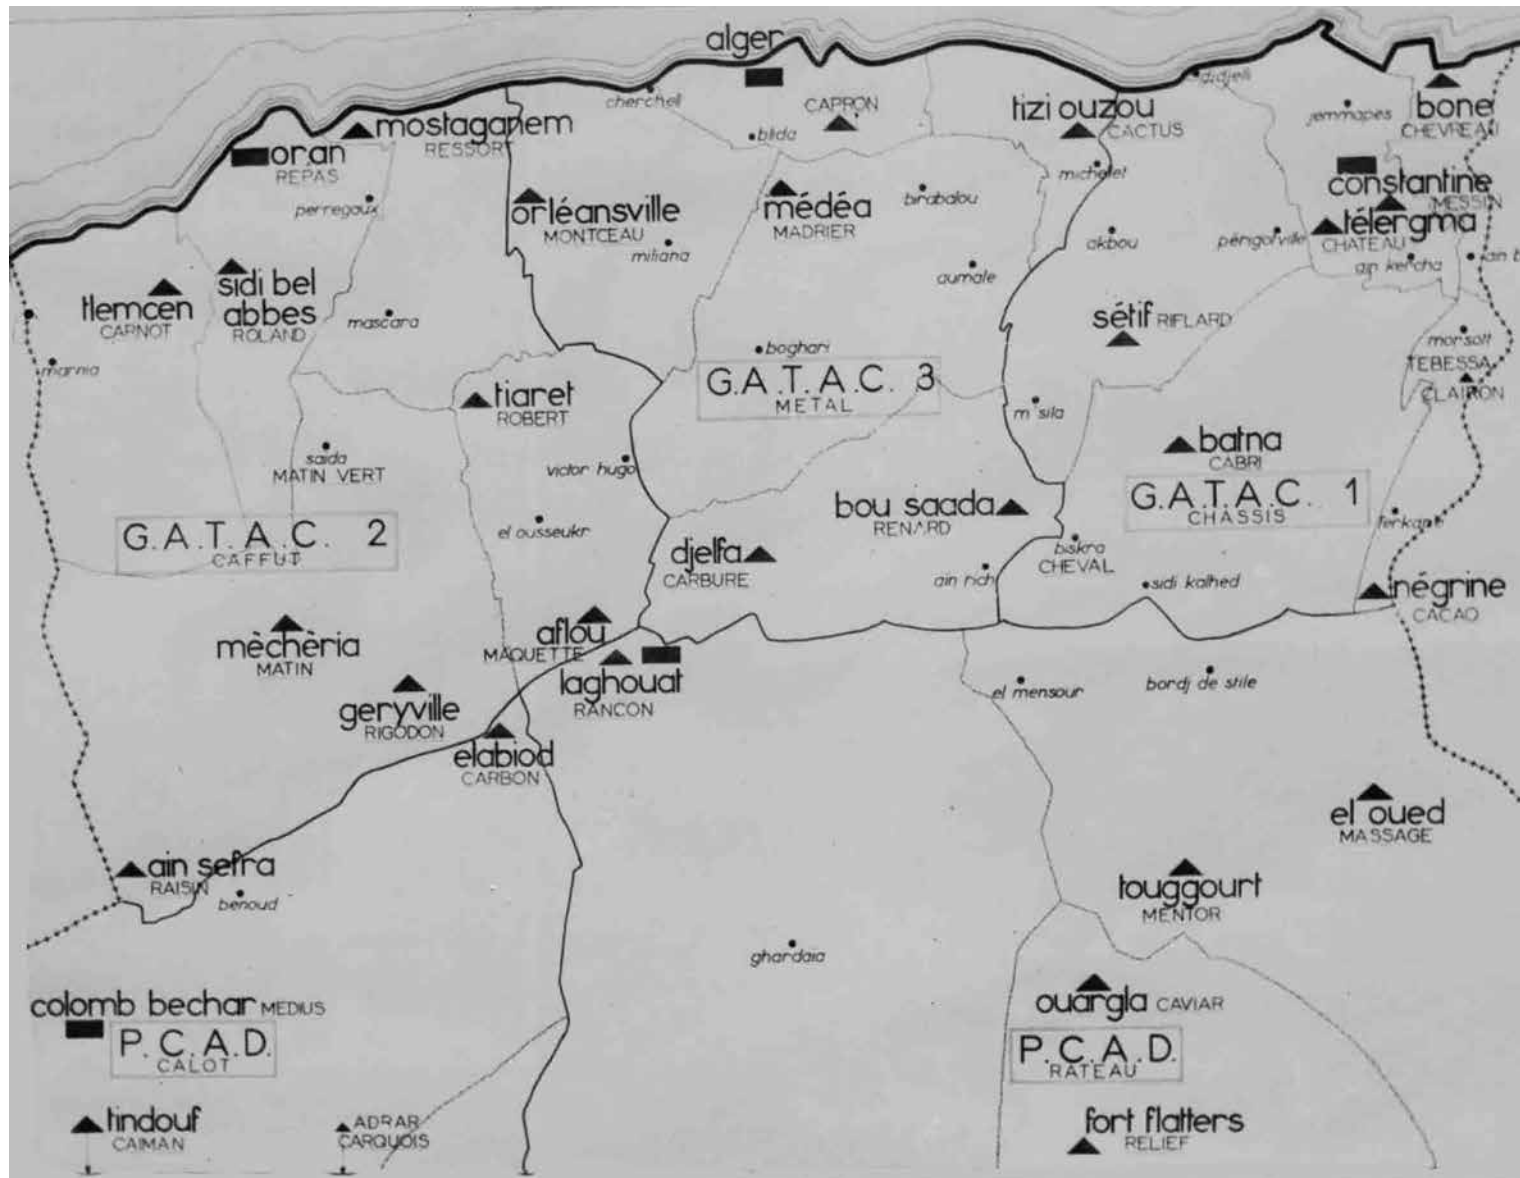 alger
cherchell
blida
CAPRON
tizi ouzou
CACTUS
didjelli
jemmapes
bone
CHEVREAU
mostaganem
RESSORT
oran
REPAS
perregaux
orléansville
MONTCEAU
miliana
médéa
MADRIER
birabalou
michelet
constantine
MESSIN
télergma
CHATEAU
akbou
périgotville
ain kercha
ain b
aumale
tlemcen
CARNOT
sidi bel
abbes
ROLAND
mascara
marnia
boghari
sétif RIFLARD
morsott
TEBESSA
CLAIRON
G.A.T.A.C. 3
METAL
tiaret
ROBERT
m'sila
saida
MATIN VERT
victor hugo
batna
CABRI
G.A.T.A.C. 1
CHASSIS
bou saada
RENARD
ferkane
G.A.T.A.C. 2
CAFFUT
el ousseukr
djelfa
CARBURE
ain rich
biskra
CHEVAL
sidi kalhed
négrine
CACAO
mèchèria
MATIN
aflou
MAQUETTE
laghouat
RANCON
geryville
RIGODON
elabiod
CARBON
el mensour
bordj de stile
el oued
MASSAGE
ain sefra
RAISIN
benoud
touggourt
MENTOR
ghardaïa
colomb bechar MEDIUS
P.C.A.D.
CALOT
ouargla CAVIAR
P.C.A.D.
RATEAU
tindouf
CAIMAN
ADRAR
CARQUOIS
fort flatters
RELIEF